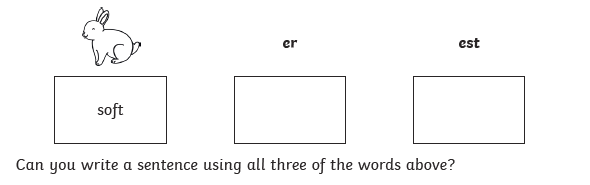 er est
soft
Can you write a sentence using all three of the words above?